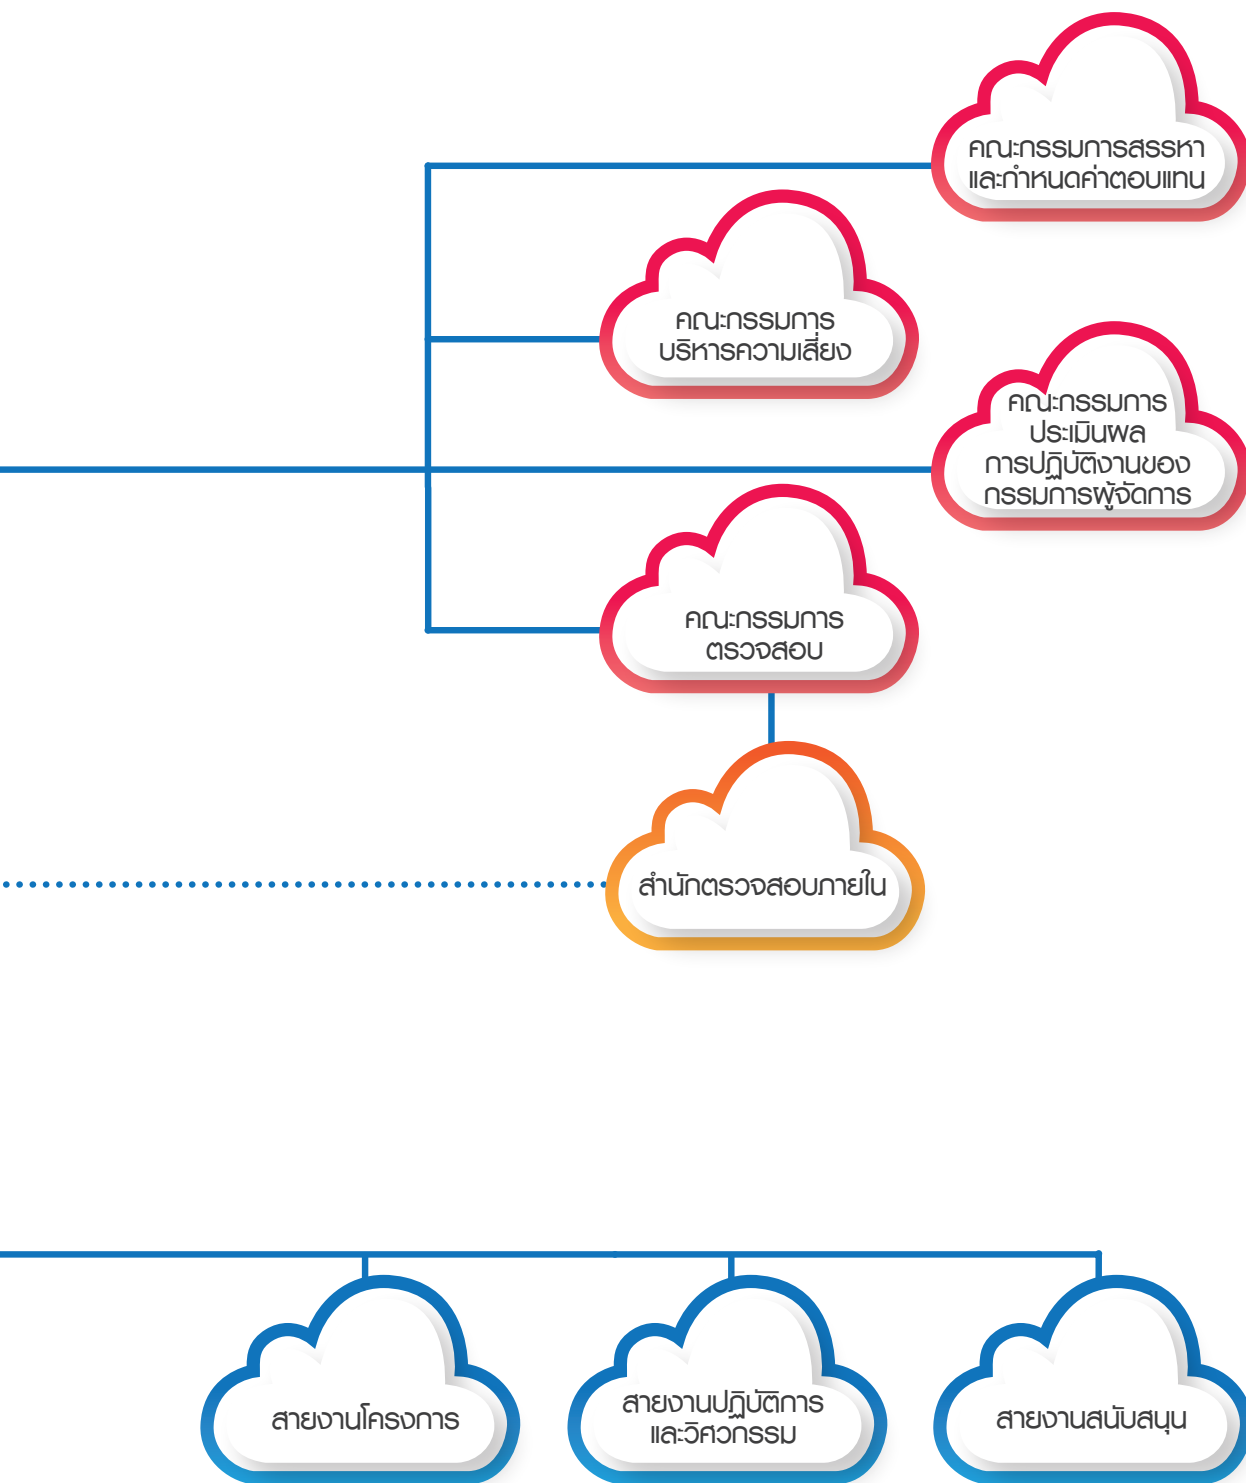 คณะกรรมการสรรหา
และกำหนดค่าตอบแทน
คณะกรรมการ
บริหารความเสี่ยง
คณะกรรมการ
ประเมินผล
การปฏิบัติงานของ
กรรมการผู้จัดการ
คณะกรรมการ
ตรวจสอบ
สำนักตรวจสอบภายใน
สายงานโครงการ
สายงานปฏิบัติการ
และวิศวกรรม
สายงานสนับสนุน